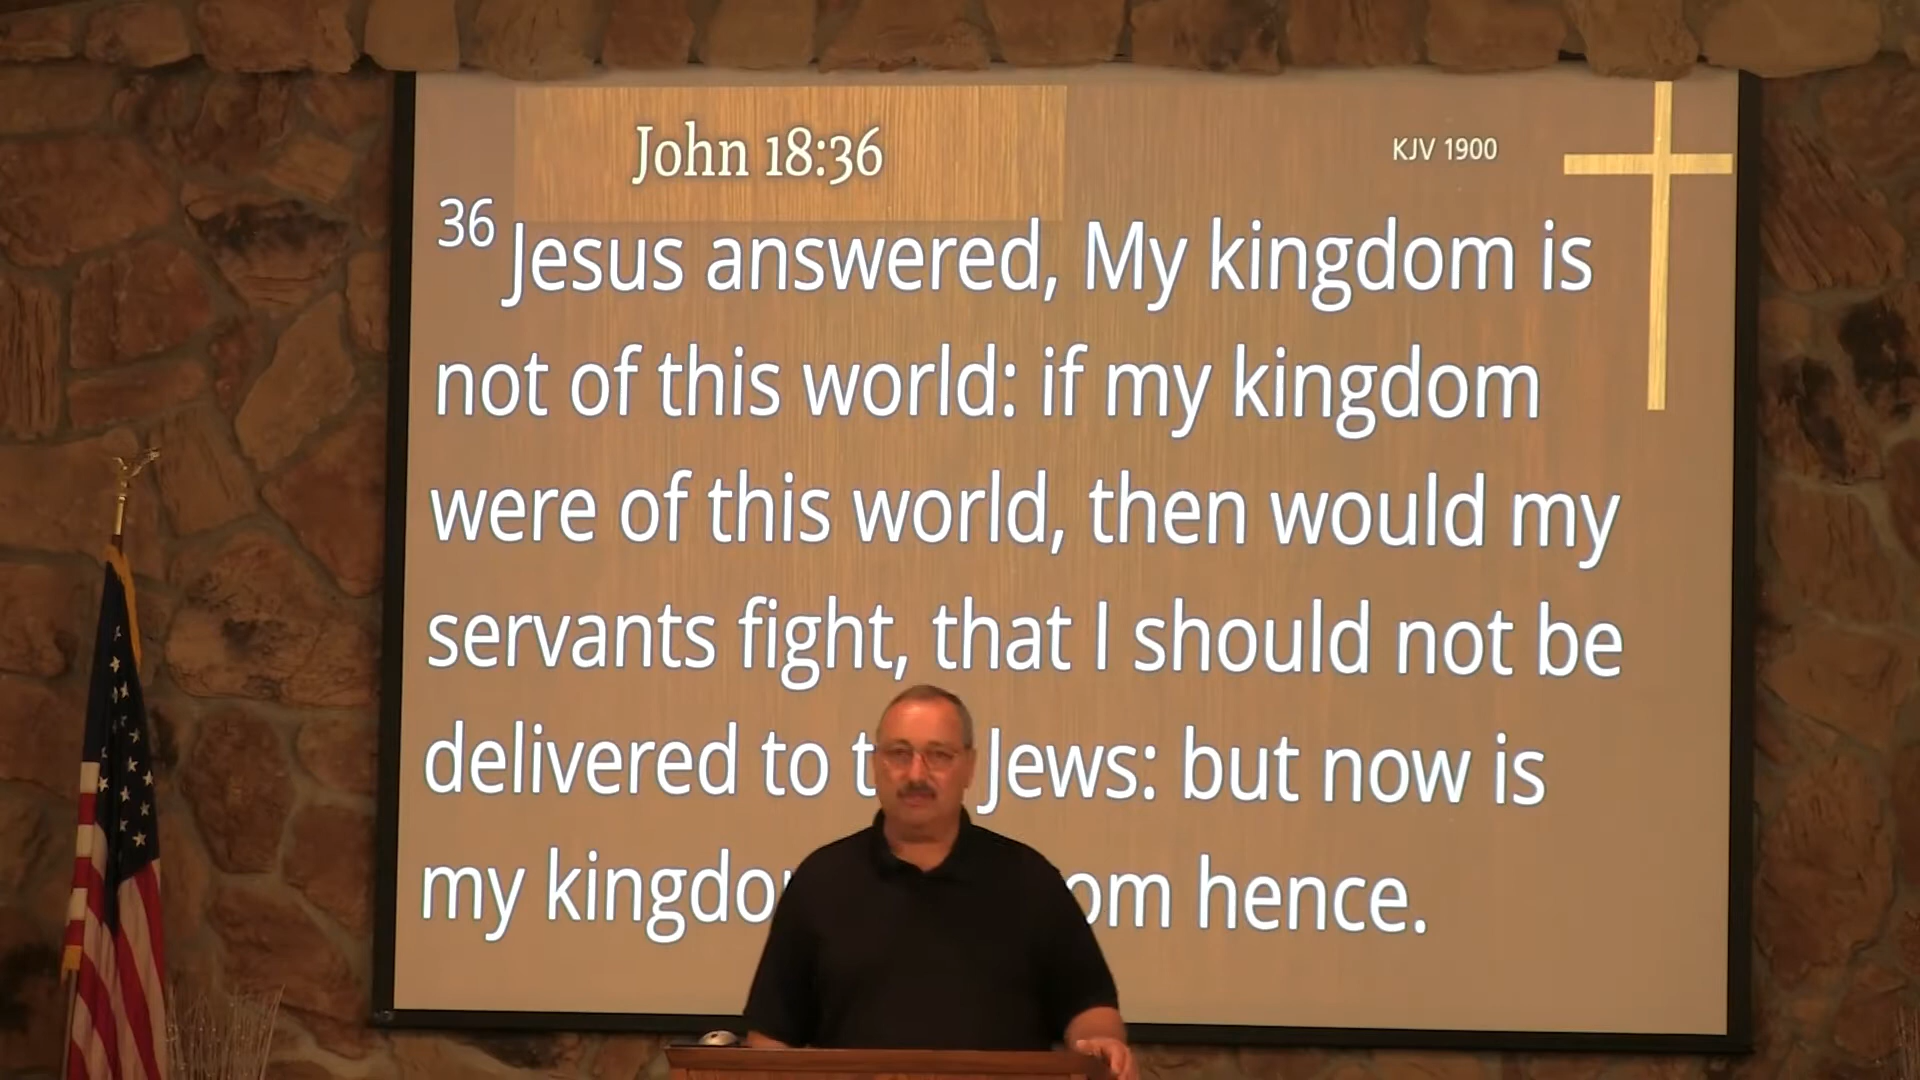 John 18:36
KJV 1900
36 Jesus answered, My kingdom is
not of this world: if my kingdom
were of this world, then would my
servants fight, that I should not be
delivered to Jews: but now is
my hence.